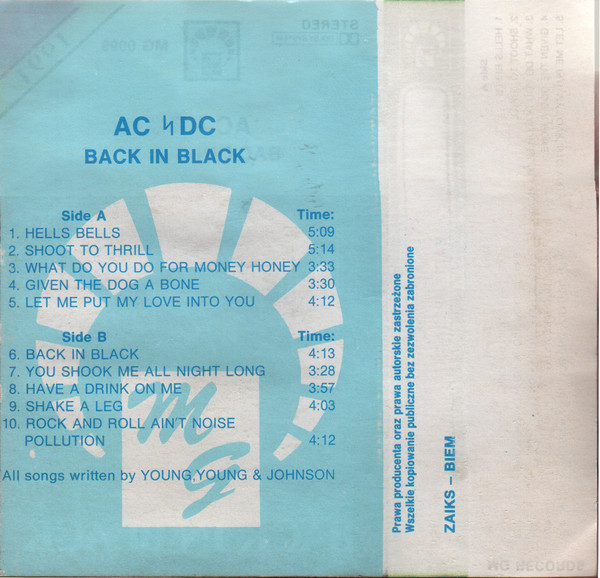 AC ϟ DC
BACK IN BLACK
Side A Time:
1. HELLS BELLS 5:09
2. SHOOT TO THRILL 5:14
3. WHAT DO YOU DO FOR MONEY HONEY 3:33
4. GIVEN THE DOG A BONE 3:30
5. LET ME PUT MY LOVE INTO YOU 4:12
Side B Time:
6. BACK IN BLACK 4:13
7. YOU SHOOK ME ALL NIGHT LONG 3:28
8. HAVE A DRINK ON ME 3:57
9. SHAKE A LEG 4:03
10. ROCK AND ROLL AIN'T NOISE
POLLUTION 4:12
All songs written by YOUNG,YOUNG & JOHNSON
MG
Prawa producenta oraz prawa autorskie zastrzeżone
Wszelkie kopiowanie publiczne bez zezwolenia zabronione
ZAIKS – BIEM
STEREO
MG 0099
1991
MG RECORDS